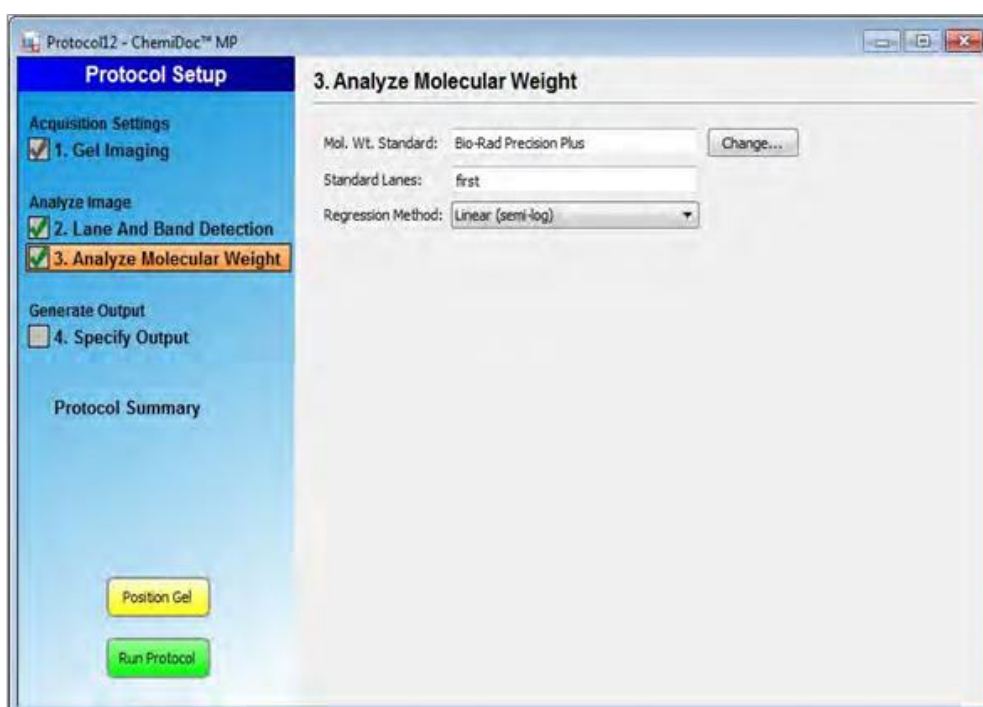 Protocol12 - ChemiDoc™ MP
Protocol Setup
Acquisition Settings
1. Gel Imaging
Analyze Image
2. Lane And Band Detection
3. Analyze Molecular Weight
Generate Output
4. Specify Output
Protocol Summary
Position Gel
Run Protocol
3. Analyze Molecular Weight
Mol. Wt. Standard: Bio-Rad Precision Plus Change...
Standard Lanes: first
Regression Method: Linear (semi-log)